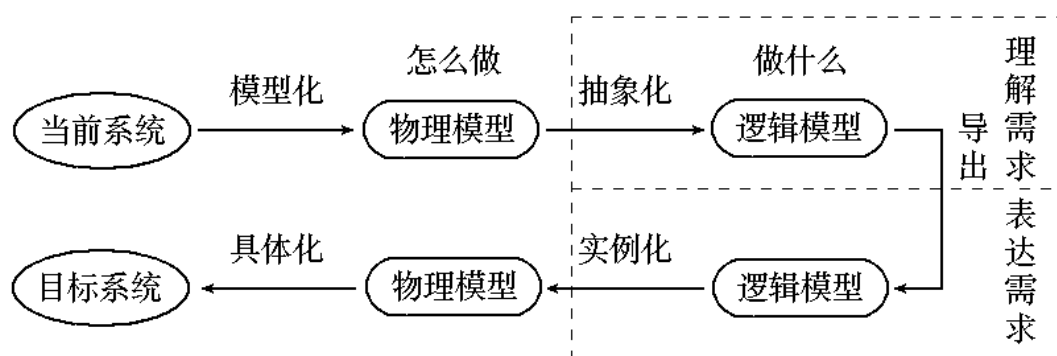 怎么做
做什么
模型化
抽象化
当前系统
物理模型
逻辑模型
导出
理解需求
具体化
实例化
目标系统
物理模型
逻辑模型
表达需求